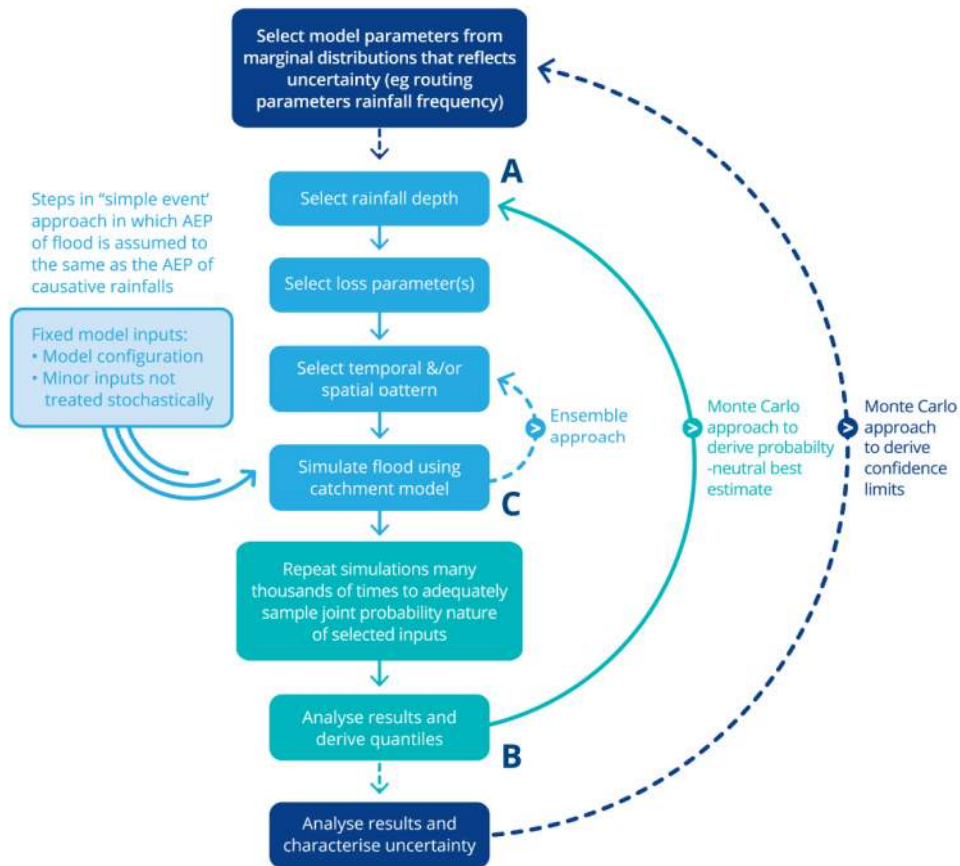 Select model parameters from
marginal distributions that reflects
uncertainty (eg routing
parameters rainfall frequency)
A
Select rainfall depth
Steps in “simple event’
approach in which AEP
of flood is assumed to
the same as the AEP of
causative rainfalls
Select loss parameter(s)
Fixed model inputs:
• Model configuration
• Minor inputs not
treated stochastically
Select temporal &/or
spatial pattern
Ensemble
approach
Monte Carlo
approach to
derive probabilty
-neutral best
estimate
Monte Carlo
approach
to derive
confidence
limits
Simulate flood using
catchment model
C
Repeat simulations many
thousands of times to adequately
sample joint probability nature
of selected inputs
Analyse results and
derive quantiles
B
Analyse results and
characterise uncertainty